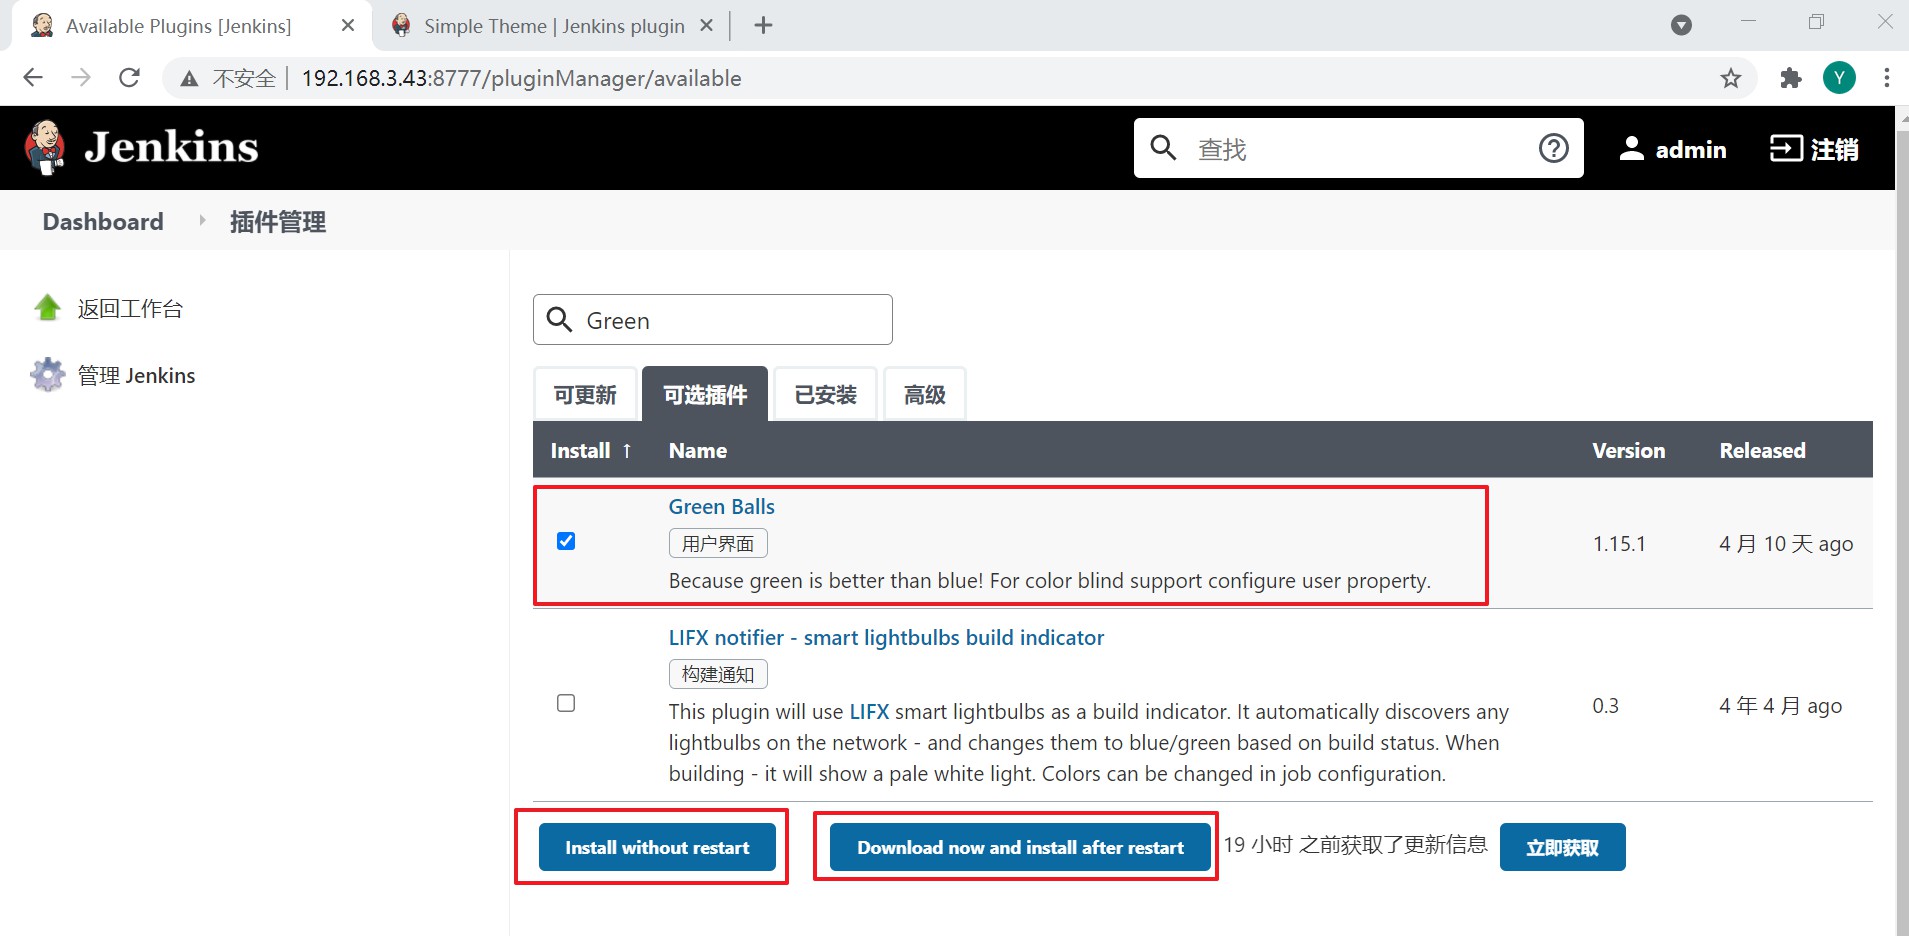 Available Plugins [Jenkins]
Simple Theme | Jenkins plugin
不安全
192.168.3.43:8777/pluginManager/available
Y
Jenkins
查找
admin
注销
Dashboard
插件管理
返回工作台
管理 Jenkins
Green
可更新
可选插件
已安装
高级
Install ↑
Name
Version
Released
Green Balls
用户界面
Because green is better than blue! For color blind support configure user property.
1.15.1
4 月 10 天 ago
LIFX notifier - smart lightbulbs build indicator
构建通知
This plugin will use LIFX smart lightbulbs as a build indicator. It automatically discovers any
lightbulbs on the network - and changes them to blue/green based on build status. When
building - it will show a pale white light. Colors can be changed in job configuration.
0.3
4 年 4 月 ago
Install without restart
Download now and install after restart
19 小时 之前获取了更新信息
立即获取